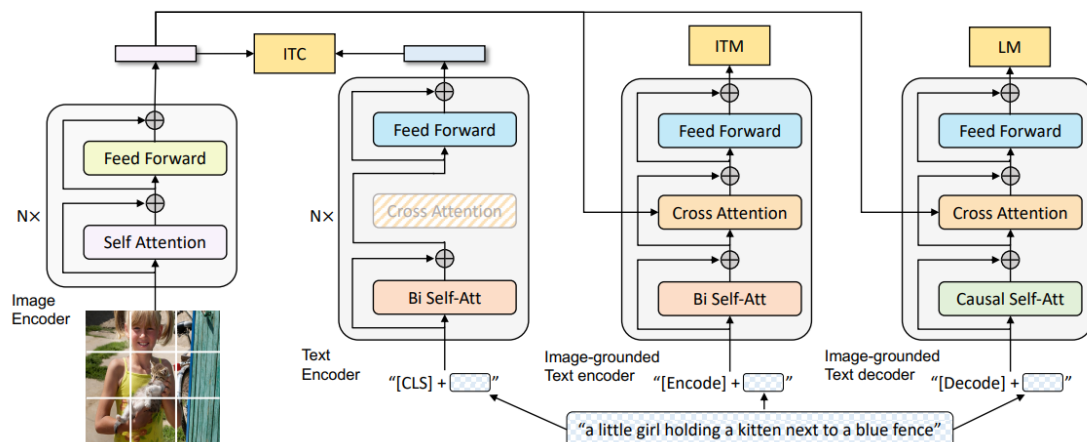 ITC
ITM
LM
Feed Forward
Self Attention
N×
Image
Encoder
Feed Forward
Cross Attention
Bi Self-Att
N×
Text
Encoder
"[CLS] + "
Feed Forward
Cross Attention
Bi Self-Att
Image-grounded
Text encoder
"[Encode] + "
Feed Forward
Cross Attention
Causal Self-Att
Image-grounded
Text decoder
"[Decode] + "
"a little girl holding a kitten next to a blue fence"